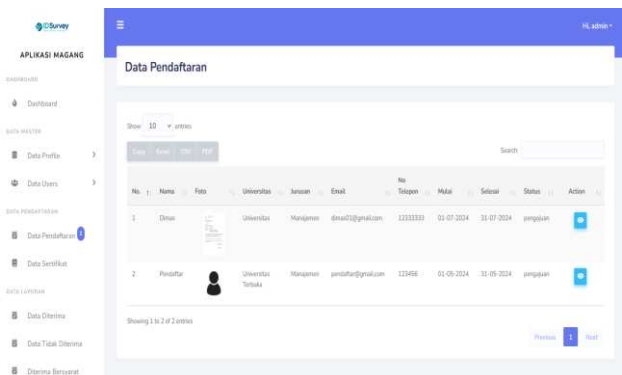 IDSurvey
Hi, admin
APLIKASI MAGANG
Data Pendaftaran
DASHBOARD
Dashboard
DATA MASTER
Data Profile
Data Users
DATA PENDAFTARAN
Data Pendaftaran 1
Data Sertifikat
DATA LAPORAN
Data Diterima
Data Tidak Diterima
Diterima Bersyarat
Show 10 entries
Copy Excel CSV PDF
Search
No. Nama Foto Universitas Jurusan Email No Telepon Mulai Selesai Status Action
1 Dimas Universitas Manajemen dimas01@gmail.com 12333333 01-07-2024 31-07-2024 pengajuan
2 Pendaftar Universitas Terbuka Manajemen pendaftar@gmail.com 123456 01-05-2024 31-05-2024 pengajuan
Showing 1 to 2 of 2 entries
Previous 1 Next